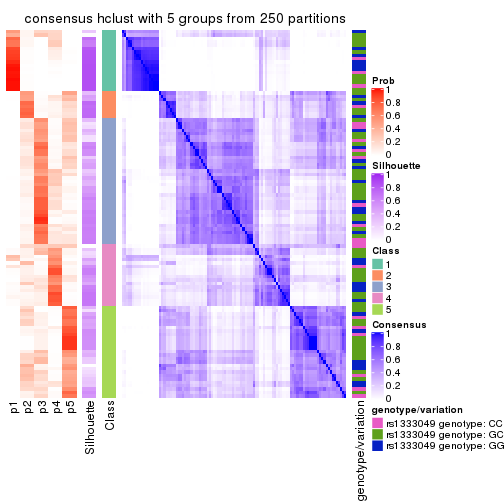 consensus hclust with 5 groups from 250 partitions
p1
p2
p3
p4
p5
Silhouette
Class
genotype/variation
Prob
1
0.8
0.6
0.4
0.2
0
Silhouette
1
0.8
0.6
0.4
0.2
0
Class
1
2
3
4
5
Consensus
1
0.8
0.6
0.4
0.2
0
genotype/variation
rs1333049 genotype: CC
rs1333049 genotype: GC
rs1333049 genotype: GG